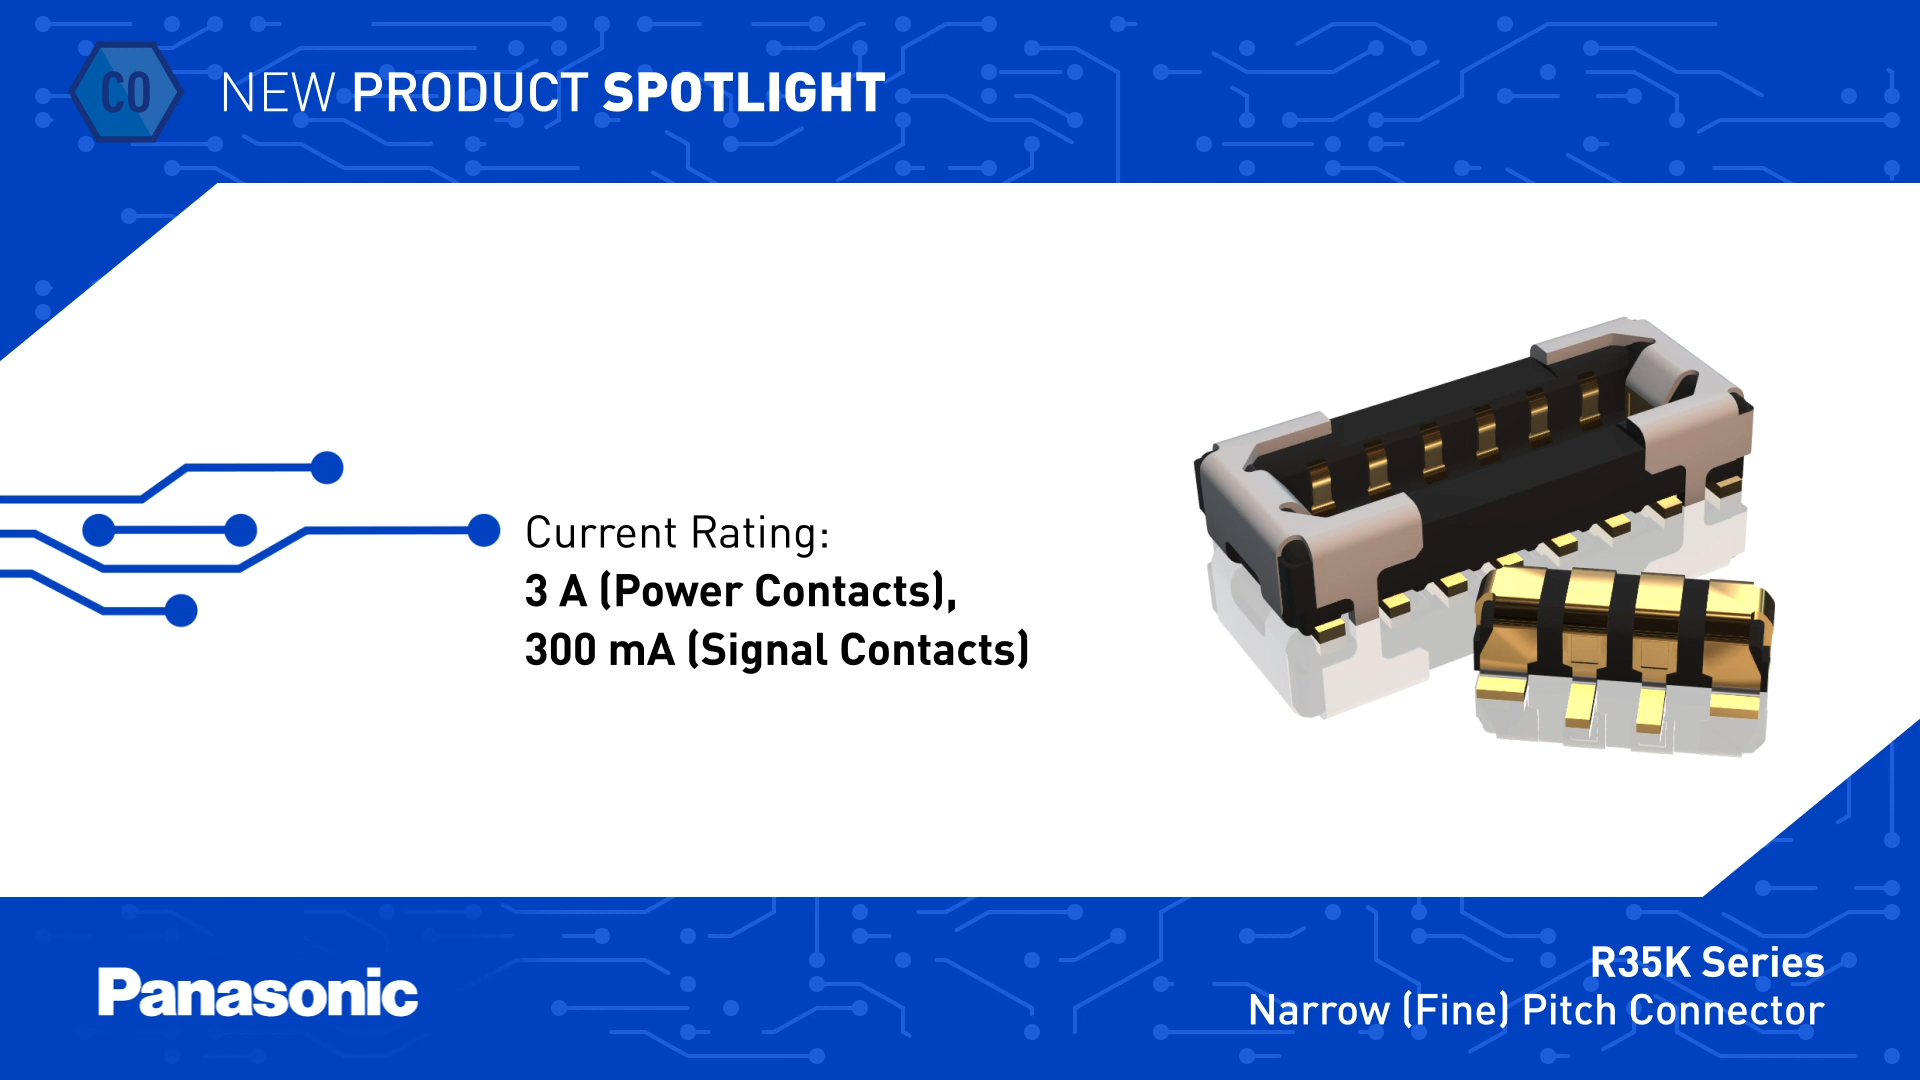 CO
NEW PRODUCT SPOTLIGHT
Current Rating:
3 A (Power Contacts),
300 mA (Signal Contacts)
Panasonic
R35K Series
Narrow (Fine) Pitch Connector